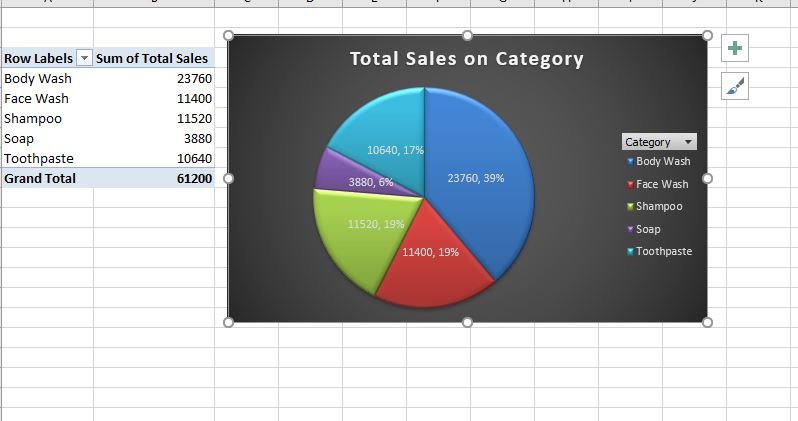 Row Labels Sum of Total Sales
Body Wash 23760
Face Wash 11400
Shampoo 11520
Soap 3880
Toothpaste 10640
Grand Total 61200
Total Sales on Category
10640, 17%
3880, 6%
23760, 39%
11520, 19%
11400, 19%
Category
Body Wash
Face Wash
Shampoo
Soap
Toothpaste